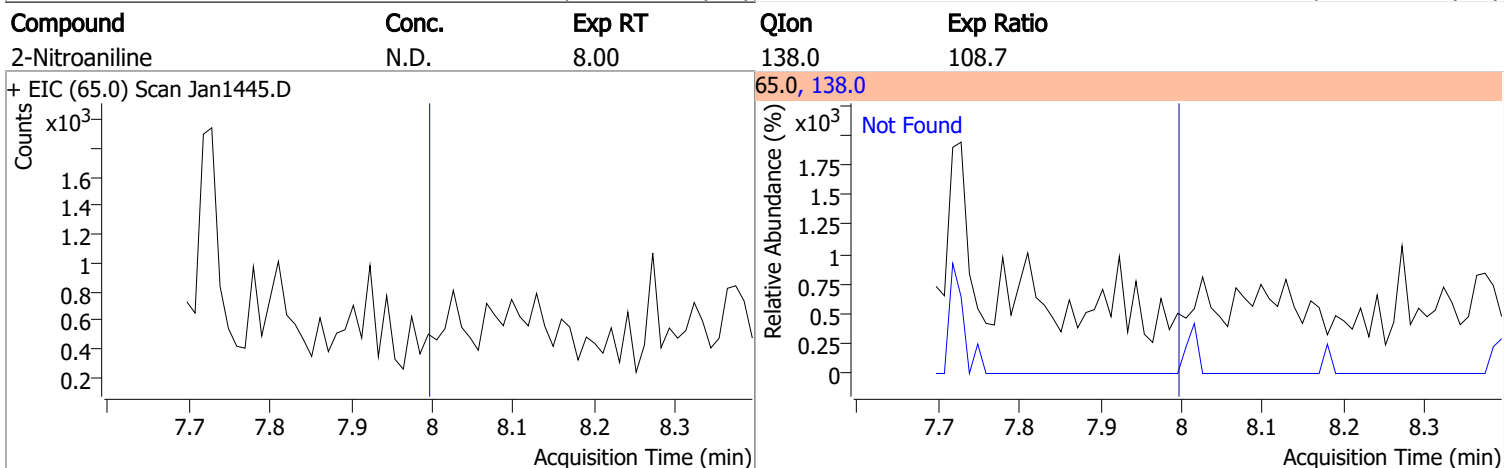 Compound Conc. Exp RT QIon Exp Ratio
2-Nitroaniline N.D. 8.00 138.0 108.7
+ EIC (65.0) Scan Jan1445.D
Counts
x10³
1.6
1.4
1.2
1
0.8
0.6
0.4
0.2
7.7 7.8 7.9 8 8.1 8.2 8.3
Acquisition Time (min)
65.0, 138.0
Relative Abundance (%)
x10³
Not Found
1.75
1.5
1.25
1
0.75
0.5
0.25
0
7.7 7.8 7.9 8 8.1 8.2 8.3
Acquisition Time (min)